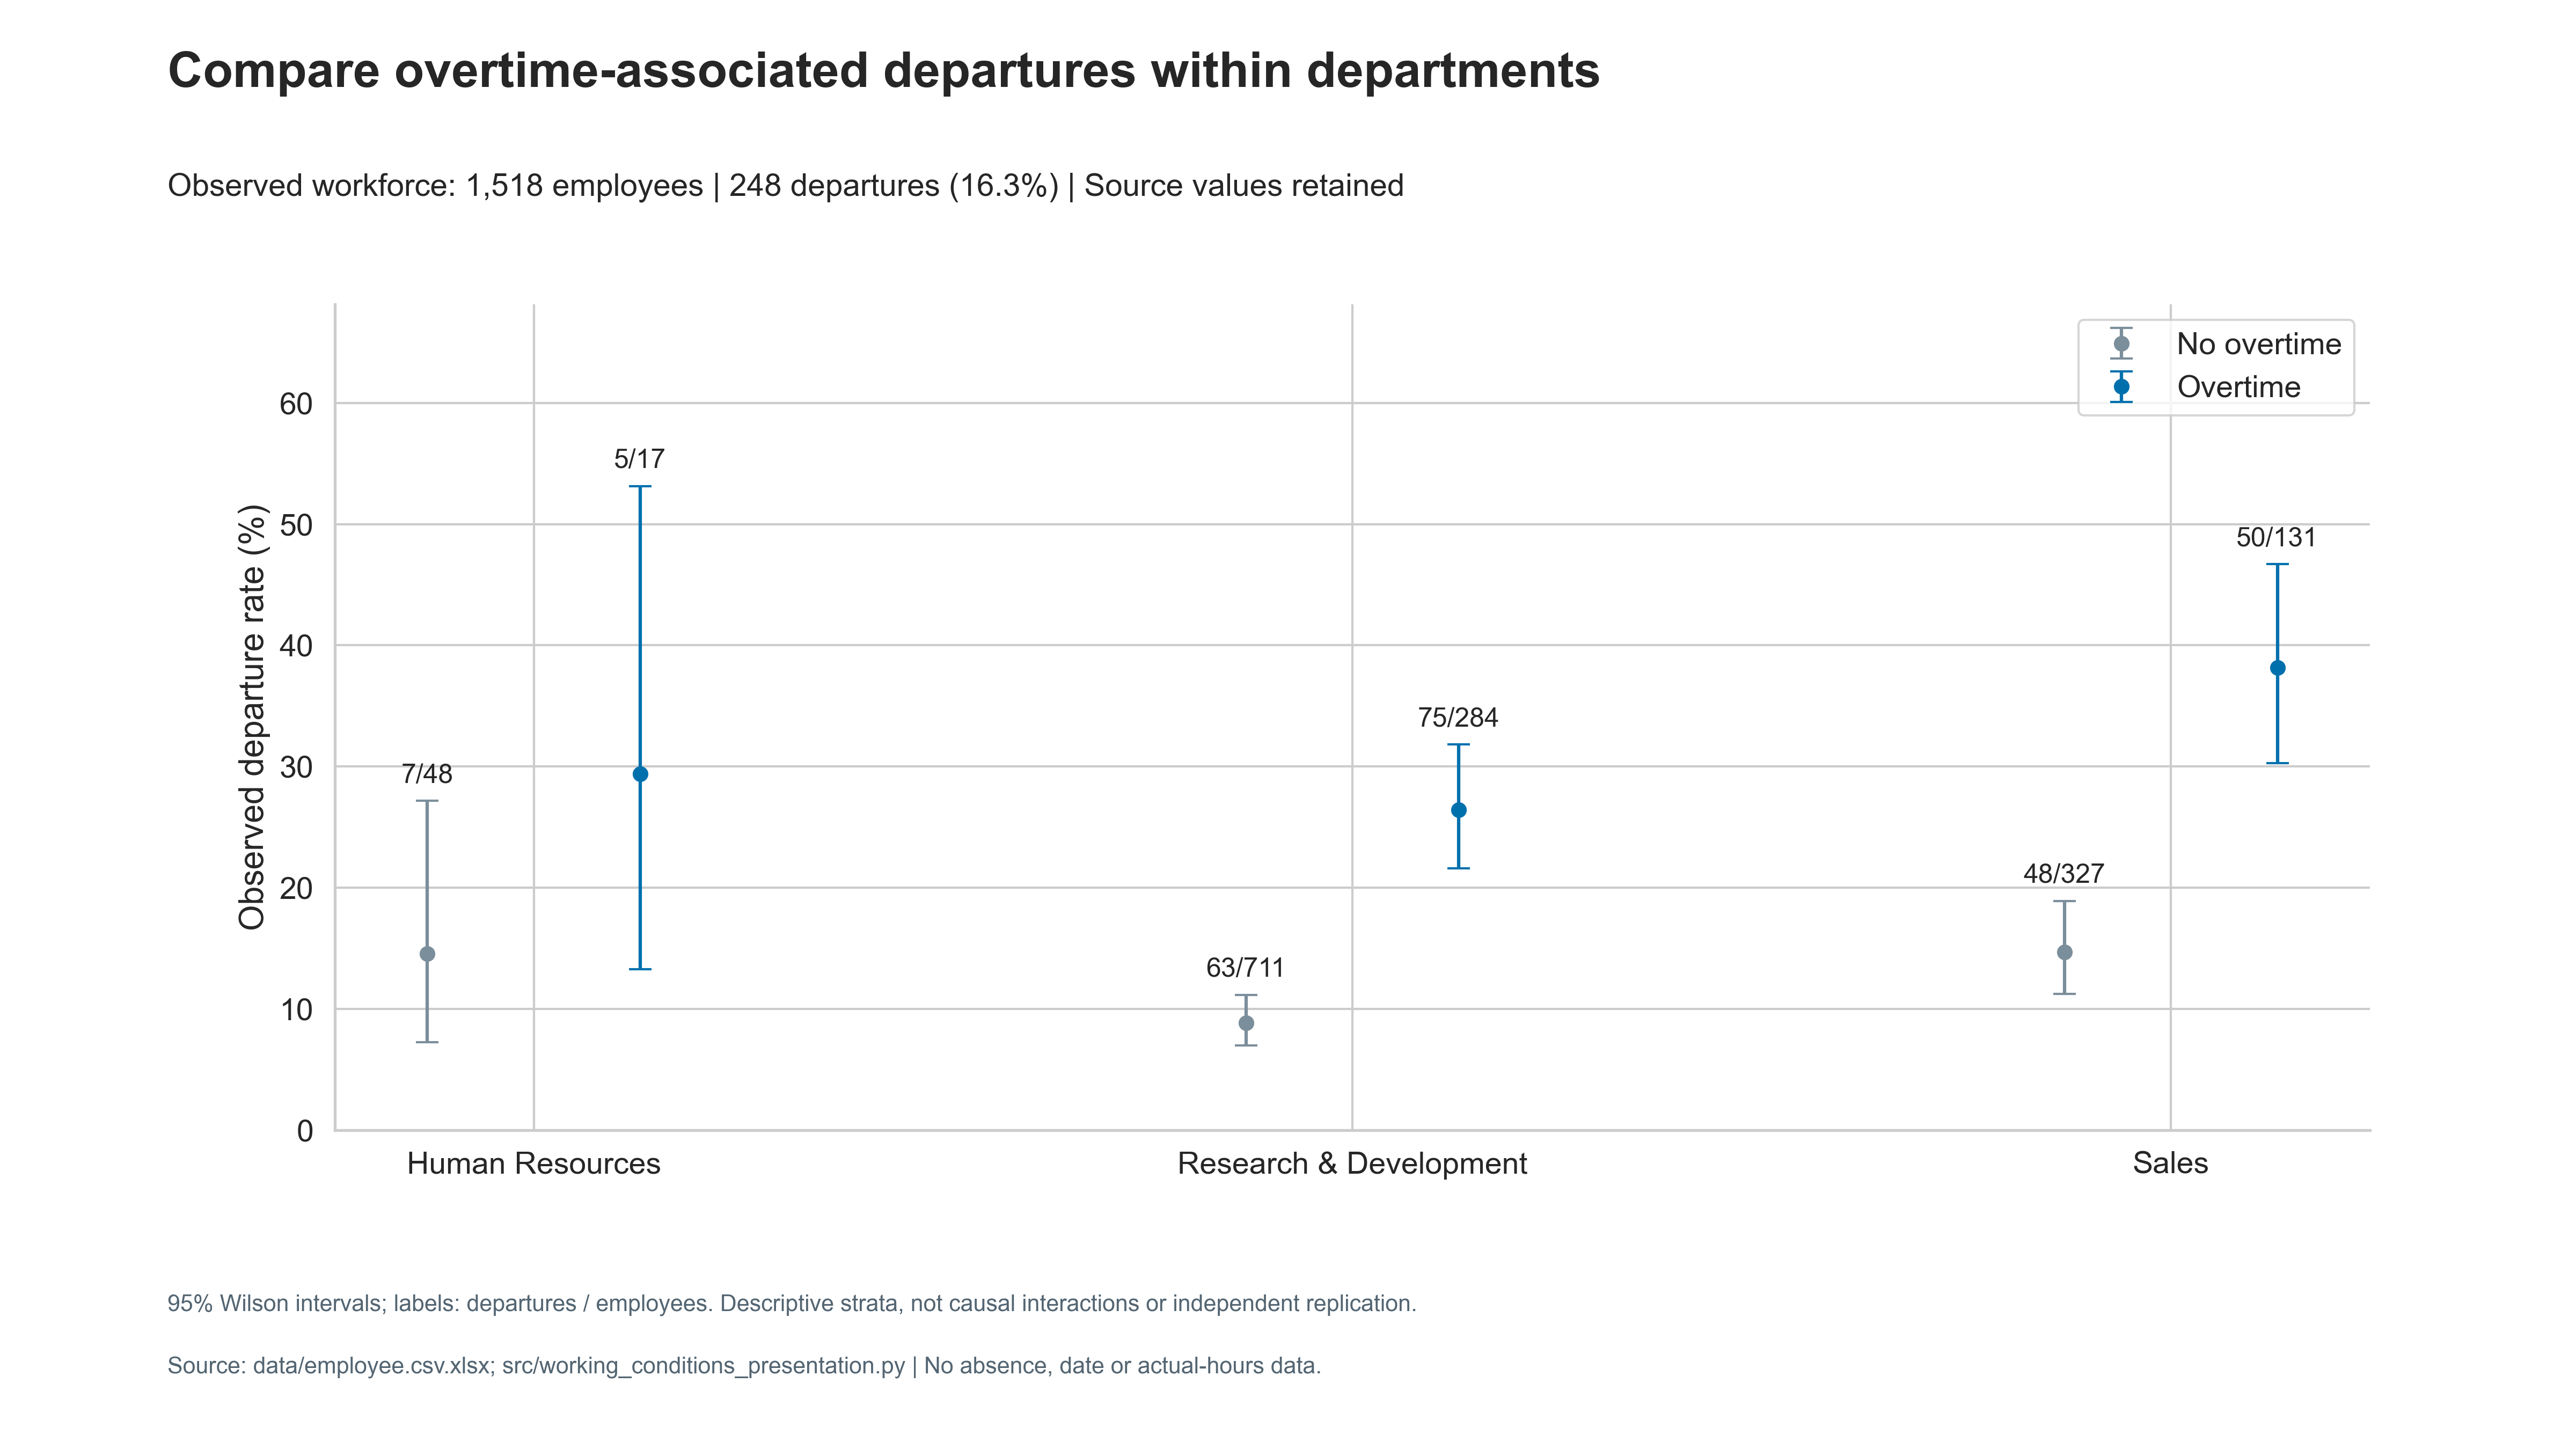 Compare overtime-associated departures within departments
Observed workforce: 1,518 employees | 248 departures (16.3%) | Source values retained
No overtime
Overtime
Observed departure rate (%)
60
50
40
30
20
10
0
5/17
7/48
75/284
63/711
50/131
48/327
Human Resources
Research & Development
Sales
95% Wilson intervals; labels: departures / employees. Descriptive strata, not causal interactions or independent replication.
Source: data/employee.csv.xlsx; src/working_conditions_presentation.py | No absence, date or actual-hours data.